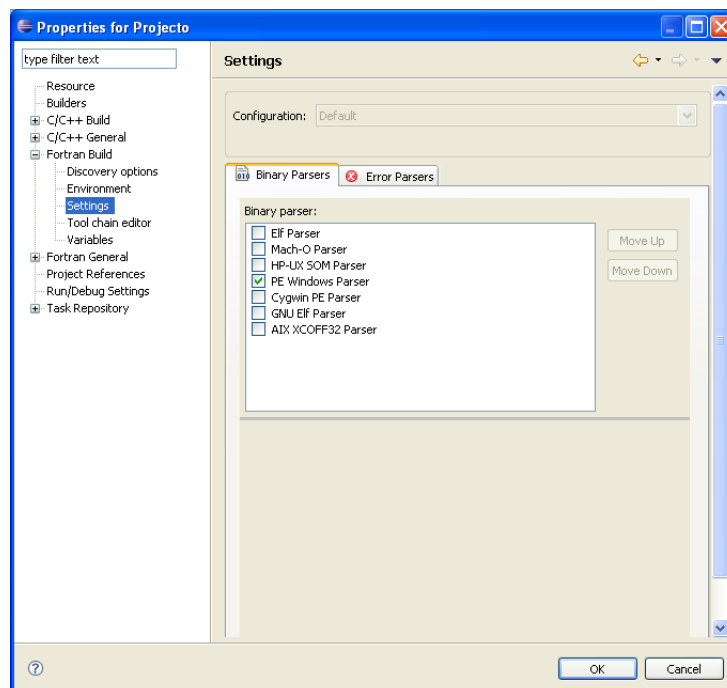 Properties for Projecto
type filter text
Resource
Builders
C/C++ Build
C/C++ General
Fortran Build
Discovery options
Environment
Settings
Tool chain editor
Variables
Fortran General
Project References
Run/Debug Settings
Task Repository
Settings
Configuration: Default
Binary Parsers Error Parsers
Binary parser:
Elf Parser
Mach-O Parser
HP-UX SOM Parser
PE Windows Parser
Cygwin PE Parser
GNU Elf Parser
AIX XCOFF32 Parser
Move Up
Move Down
OK Cancel